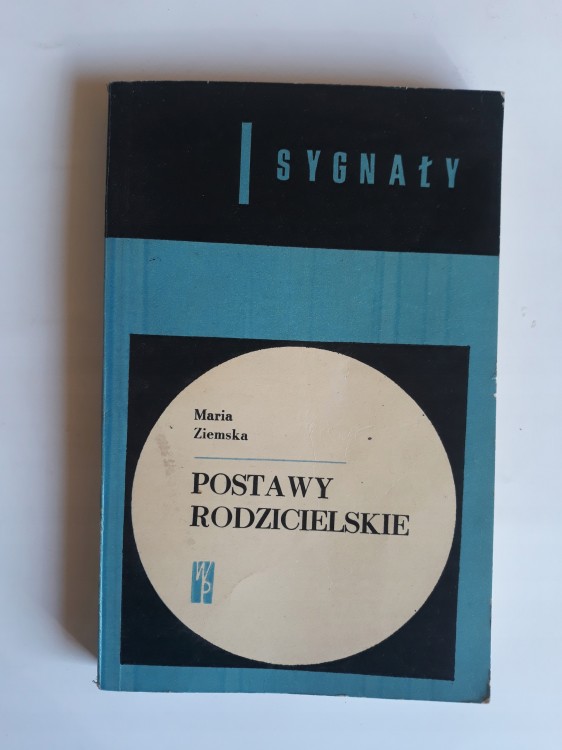 SYGNAŁY
Maria
Ziemska
POSTAWY
RODZICIELSKIE
WP